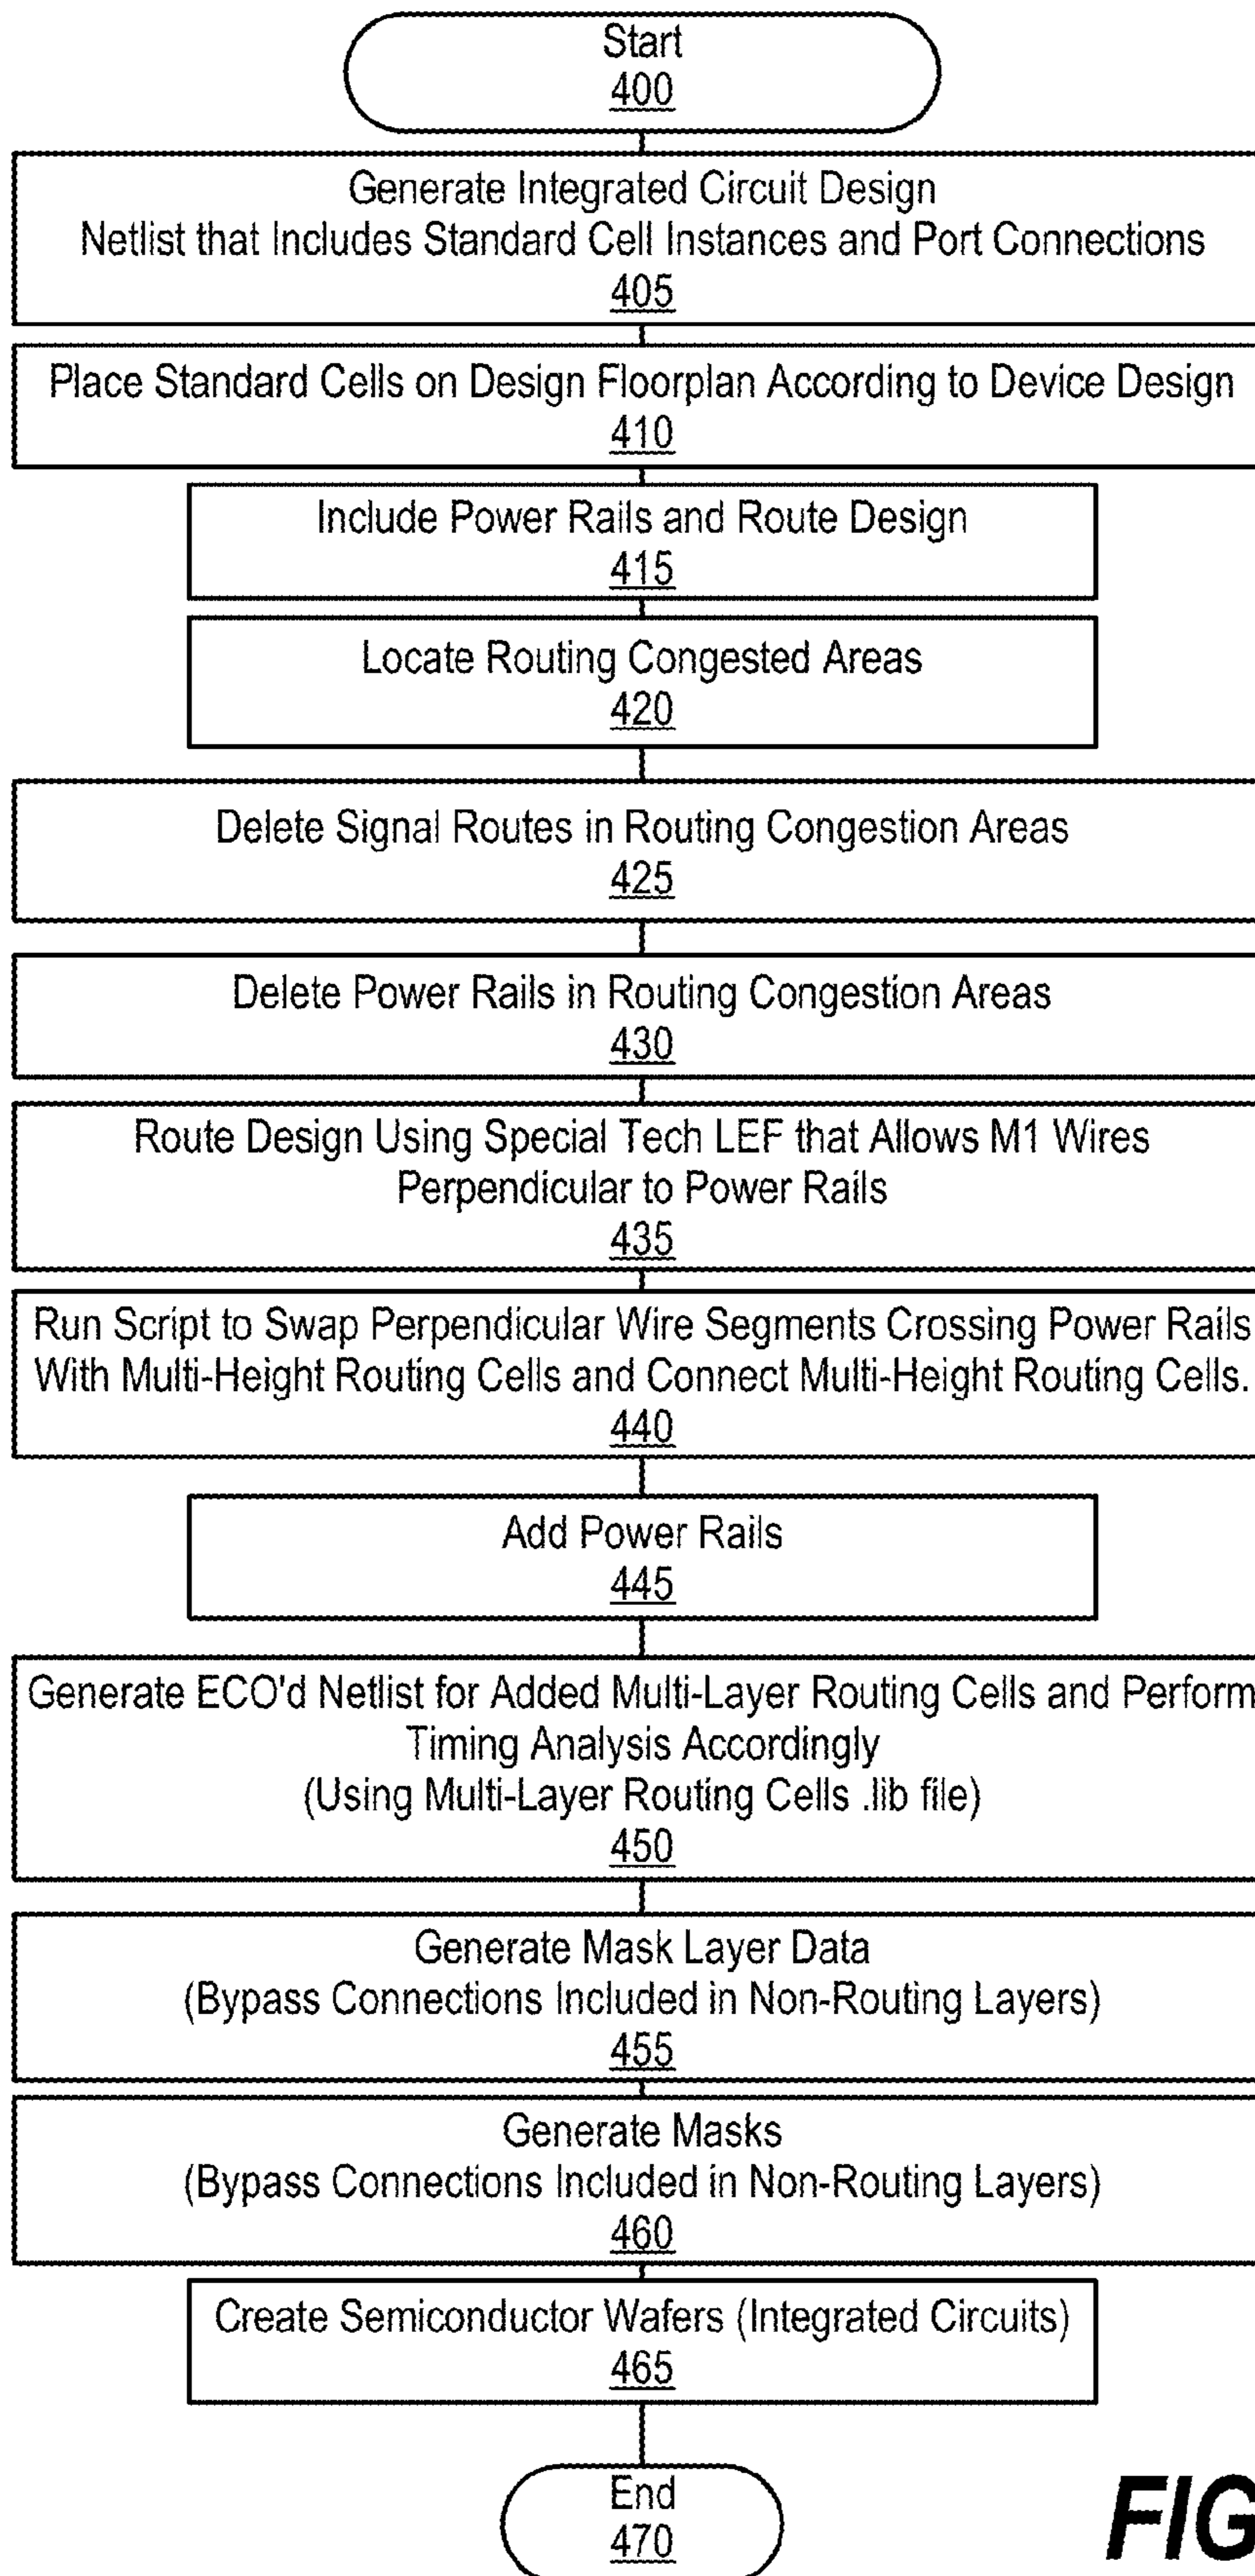 Start
400
Generate Integrated Circuit Design
Netlist that Includes Standard Cell Instances and Port Connections
405
Place Standard Cells on Design Floorplan According to Device Design
410
Include Power Rails and Route Design
415
Locate Routing Congested Areas
420
Delete Signal Routes in Routing Congestion Areas
425
Delete Power Rails in Routing Congestion Areas
430
Route Design Using Special Tech LEF that Allows M1 Wires
Perpendicular to Power Rails
435
Run Script to Swap Perpendicular Wire Segments Crossing Power Rails
With Multi-Height Routing Cells and Connect Multi-Height Routing Cells.
440
Add Power Rails
445
Generate ECO'd Netlist for Added Multi-Layer Routing Cells and Perform
Timing Analysis Accordingly
(Using Multi-Layer Routing Cells .lib file)
450
Generate Mask Layer Data
(Bypass Connections Included in Non-Routing Layers)
455
Generate Masks
(Bypass Connections Included in Non-Routing Layers)
460
Create Semiconductor Wafers (Integrated Circuits)
465
End
470
FIG